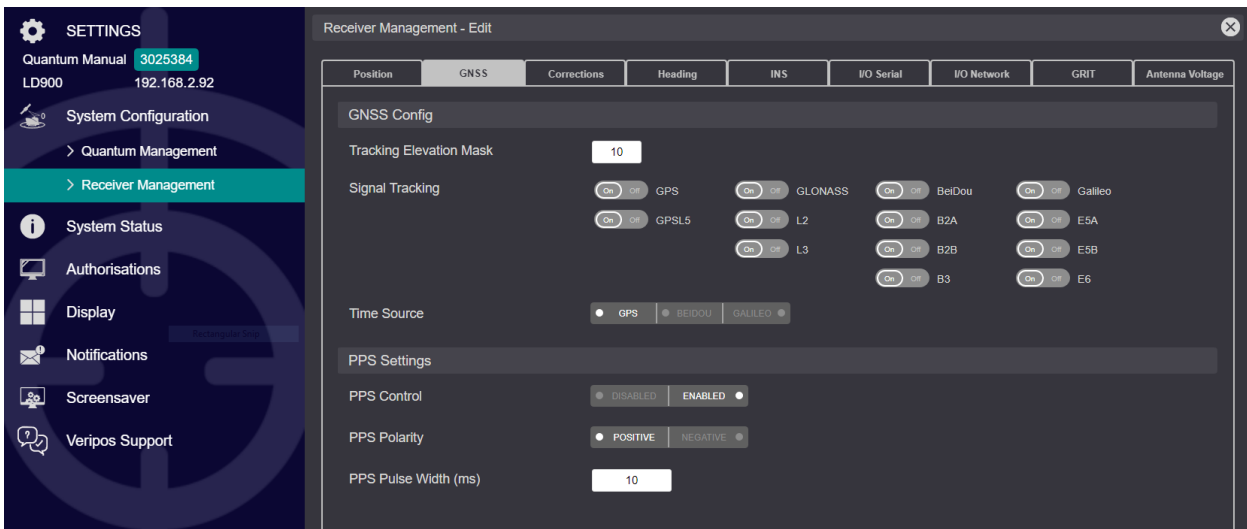 SETTINGS
Quantum Manual 3025384
LD900 192.168.2.92
System Configuration
> Quantum Management
> Receiver Management
System Status
Authorisations
Display
Rectangular Snip
Notifications
Screensaver
Veripos Support
Receiver Management - Edit
Position GNSS Corrections Heading INS I/O Serial I/O Network GRIT Antenna Voltage
GNSS Config
Tracking Elevation Mask 10
Signal Tracking On Off GPS On Off GLONASS On Off BeiDou On Off Galileo
On Off GPSL5 On Off L2 On Off B2A On Off E5A
On Off L3 On Off B2B On Off E5B
On Off B3 On Off E6
Time Source GPS BEIDOU GALILEO
PPS Settings
PPS Control DISABLED ENABLED
PPS Polarity POSITIVE NEGATIVE
PPS Pulse Width (ms) 10